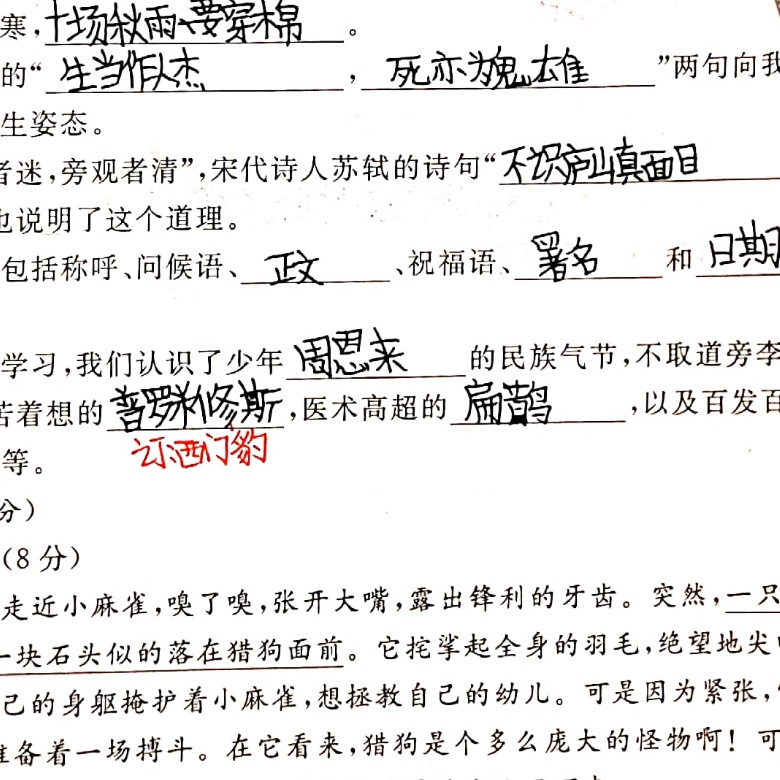 寒,十场秋雨要穿棉。
的“生当作人杰,死亦为鬼雄”两句向我
生姿态。
者迷,旁观者清”,宋代诗人苏轼的诗句“不识庐山真面目
也说明了这个道理。
包括称呼、问候语、正文、祝福语、署名和日期
学习,我们认识了少年周恩来的民族气节,不取道旁李
苦着想的普罗米修斯,医术高超的扁鹊,以及百发百
西门豹
等。
分)
(8分)
走近小麻雀,嗅了嗅,张开大嘴,露出锋利的牙齿。突然,一只
一块石头似的落在猎狗面前。它挓挲起全身的羽毛,绝望地尖
己的身躯掩护着小麻雀,想拯救自己的幼儿。可是因为紧张,
准备着一场搏斗。在它看来,猎狗是个多么庞大的怪物啊!可